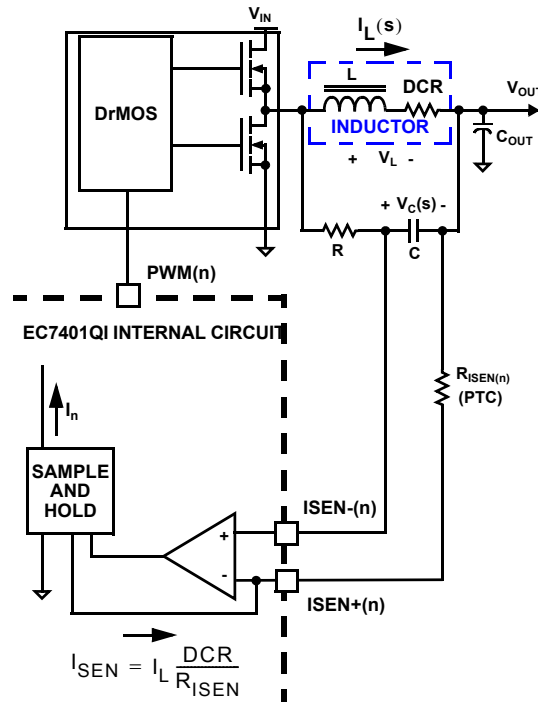 V_IN
I_L(s)
DrMOS
L
DCR
V_OUT
INDUCTOR
C_OUT
+ V_L -
+ V_C(s) -
R
C
PWM(n)
EC7401QI INTERNAL CIRCUIT
R_ISEN(n)
(PTC)
I_n
SAMPLE
AND
HOLD
ISEN-(n)
+
-
ISEN+(n)
I_SEN = I_L DCR / R_ISEN